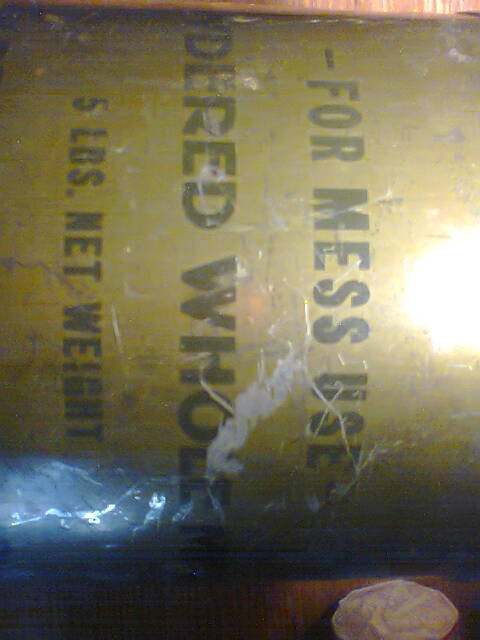 -FOR MESS USE-
DERED WHOLE
5 LBS. NET WEIGHT